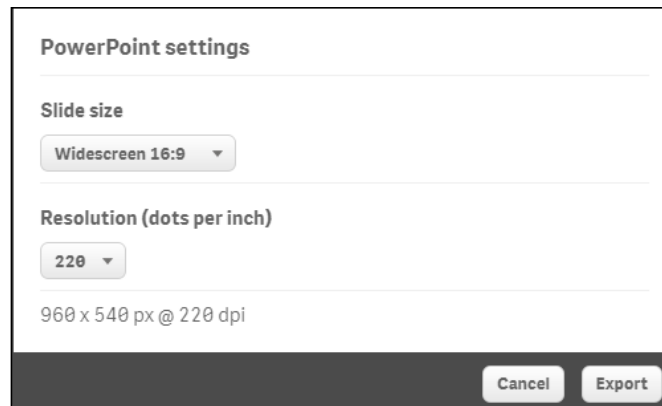 PowerPoint settings
Slide size
Widescreen 16:9
Resolution (dots per inch)
220
960 x 540 px @ 220 dpi
Cancel Export